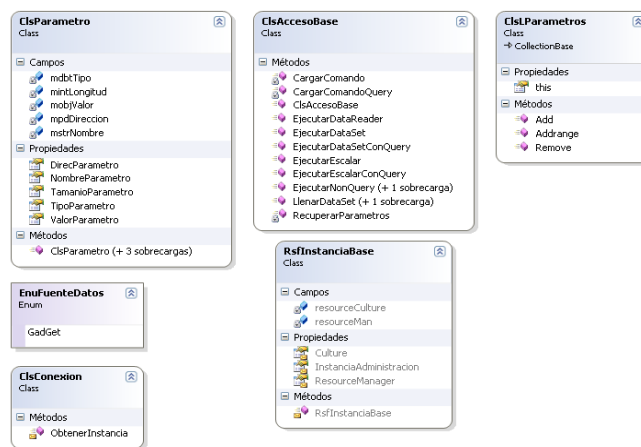 ClsParametro
Class
Campos
mdbtTipo
mintLongitud
mobjValor
mpdDireccion
mstrNombre
Propiedades
DirecParametro
NombreParametro
TamanioParametro
TipoParametro
ValorParametro
Métodos
ClsParametro (+ 3 sobrecargas)
EnuFuenteDatos
Enum
GadGet
ClsConexion
Class
Métodos
ObtenerInstancia
ClsAccesoBase
Class
Métodos
CargarComando
CargarComandoQuery
ClsAccesoBase
EjecutarDataReader
EjecutarDataSet
EjecutarDataSetConQuery
EjecutarEscalar
EjecutarEscalarConQuery
EjecutarNonQuery (+ 1 sobrecarga)
LlenarDataSet (+ 1 sobrecarga)
RecuperarParametros
RsfInstanciaBase
Class
Campos
resourceCulture
resourceMan
Propiedades
Culture
InstanciaAdministracion
ResourceManager
Métodos
RsfInstanciaBase
ClsLParametros
Class
CollectionBase
Propiedades
this
Métodos
Add
Addrange
Remove